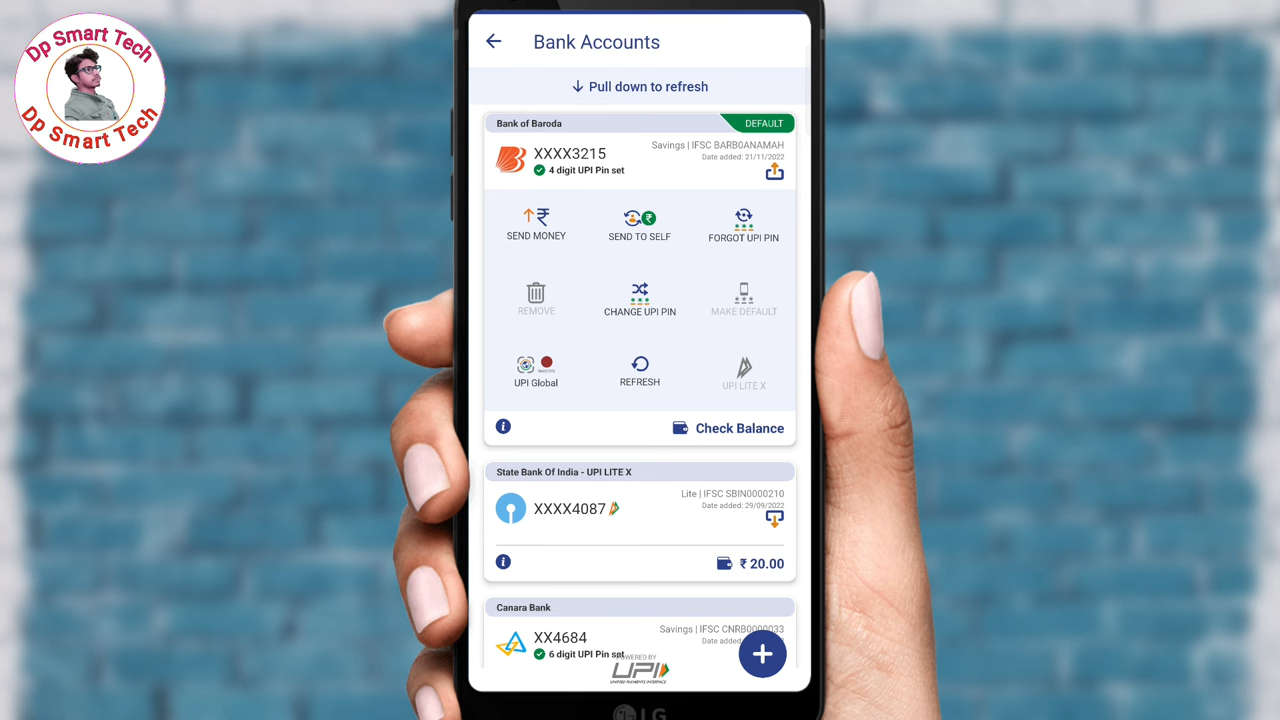 Dp Smart Tech
Dp Smart Tech
Bank Accounts
Pull down to refresh
Bank of Baroda
DEFAULT
XXXX3215
Savings | IFSC BARB0ANAMAH
Date added: 21/11/2022
4 digit UPI Pin set
SEND MONEY
SEND TO SELF
FORGOT UPI PIN
REMOVE
CHANGE UPI PIN
MAKE DEFAULT
UPI Global
REFRESH
UPI LITE X
Check Balance
State Bank Of India - UPI LITE X
XXXX4087
Lite | IFSC SBIN0000210
Date added: 29/09/2022
₹ 20.00
Canara Bank
XX4684
Savings | IFSC CNRB0000033
Date added:
6 digit UPI Pin set
POWERED BY
UPI
UNIFIED PAYMENTS INTERFACE
LG